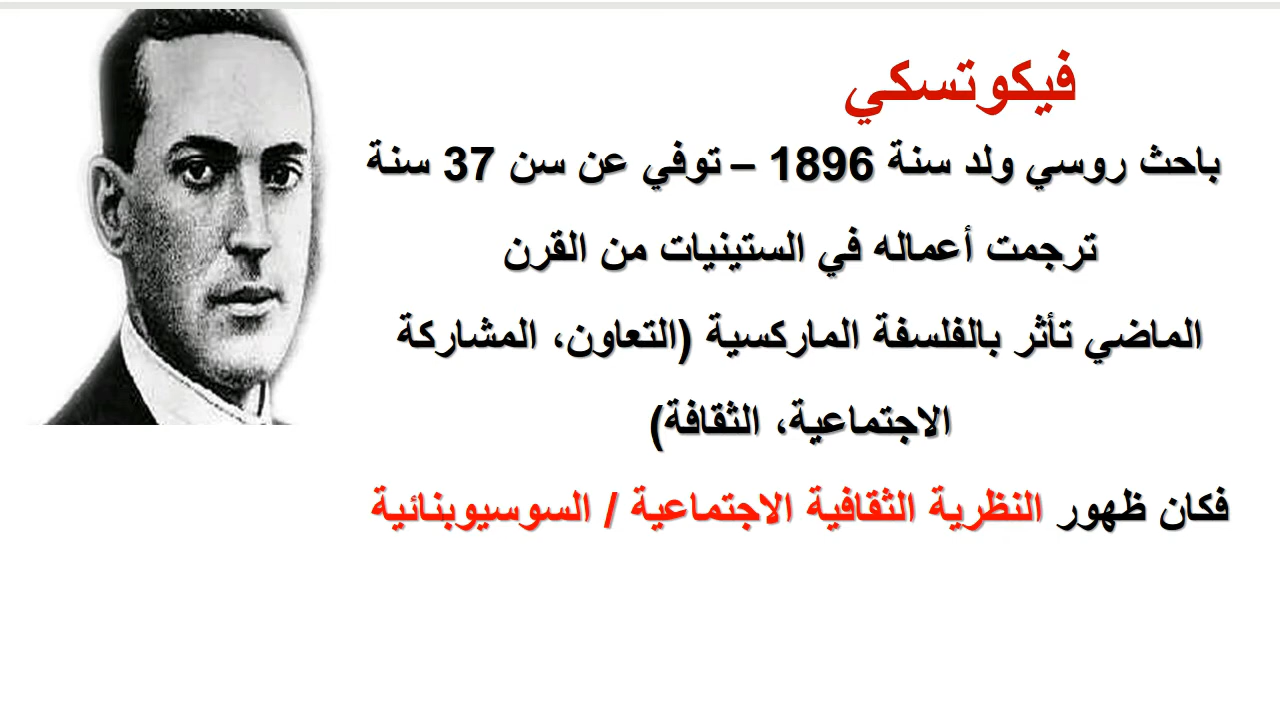 فيكوتسكي
باحث روسي ولد سنة 1896 – توفي عن سن 37 سنة
ترجمت أعماله في الستينيات من القرن
الماضي تأثر بالفلسفة الماركسية (التعاون، المشاركة
الاجتماعية، الثقافة)
فكان ظهور النظرية الثقافية الاجتماعية / السوسيوبنائية